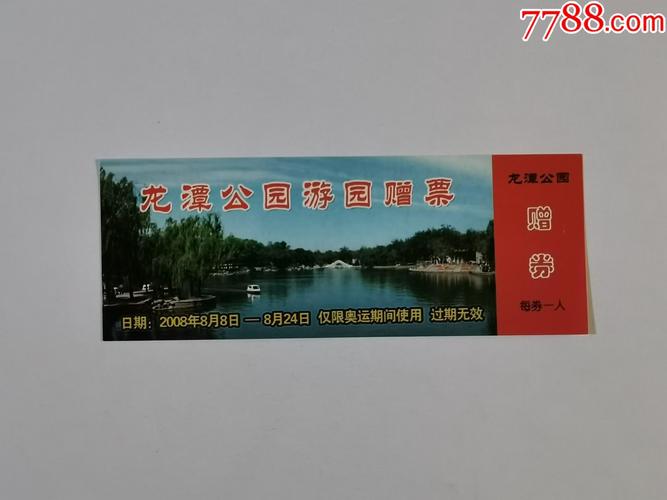 7788.com
龙潭公园游园赠票
日期：2008年8月8日 — 8月24日 仅限奥运期间使用 过期无效
龙潭公园
赠
券
每券一人